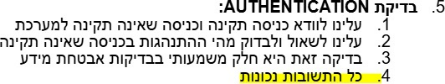 5. בדיקת AUTHENTICATION:
1. עלינו לוודא כניסה תקינה וכניסה שאינה תקינה למערכת
2. עלינו לשאול ולבדוק מהי ההתנהגות בכניסה שאינה תקינה
3. בדיקה זאת היא חלק משמעותי בבדיקות אבטחת מידע
4. כל התשובות נכונות